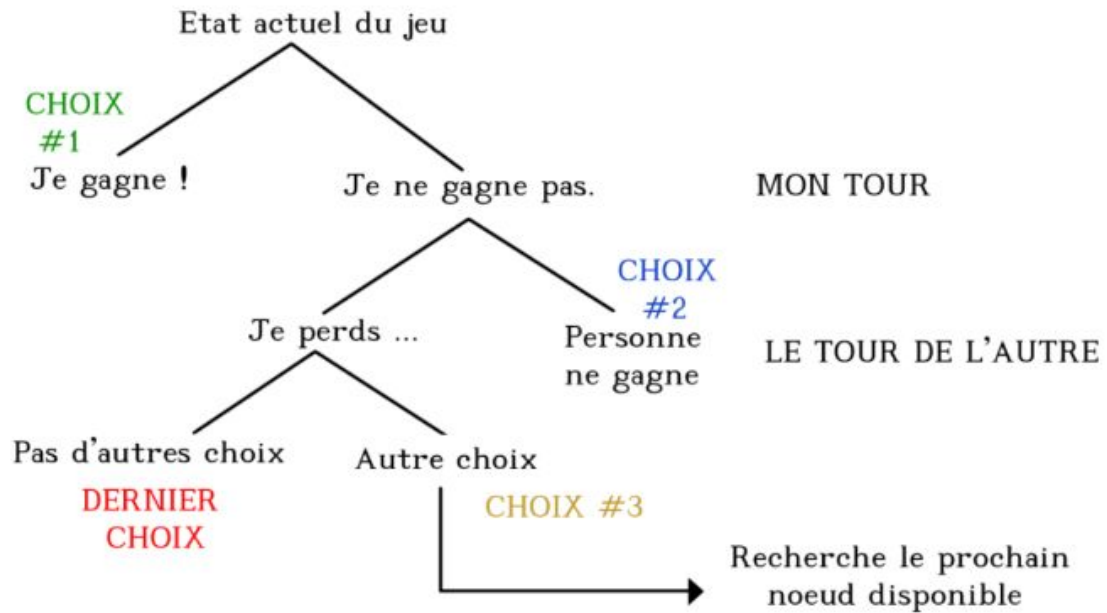 Etat actuel du jeu
CHOIX
#1
Je gagne !
Je ne gagne pas.
MON TOUR
CHOIX
#2
Je perds ...
Personne
ne gagne
LE TOUR DE L'AUTRE
Pas d'autres choix
Autre choix
DERNIER
CHOIX
CHOIX #3
Recherche le prochain
noeud disponible